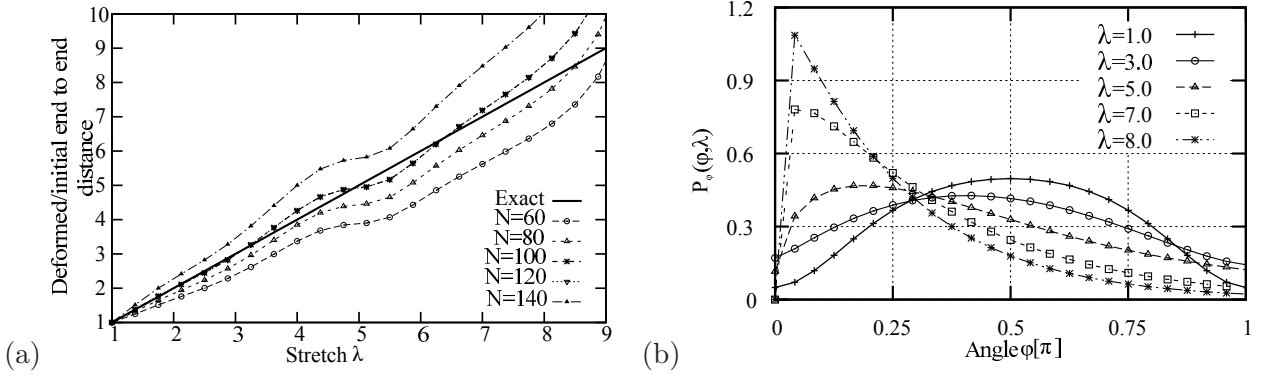 (a)
Deformed/initial end to end
distance
10
9
8
7
6
5
4
3
2
1
1 2 3 4 5 6 7 8 9
Stretch λ
Exact
N=60
N=80
N=100
N=120
N=140
(b)
P_φ(φ,λ)
1.2
0.9
0.6
0.3
0
0 0.25 0.5 0.75 1
Angle φ[π]
λ=1.0
λ=3.0
λ=5.0
λ=7.0
λ=8.0